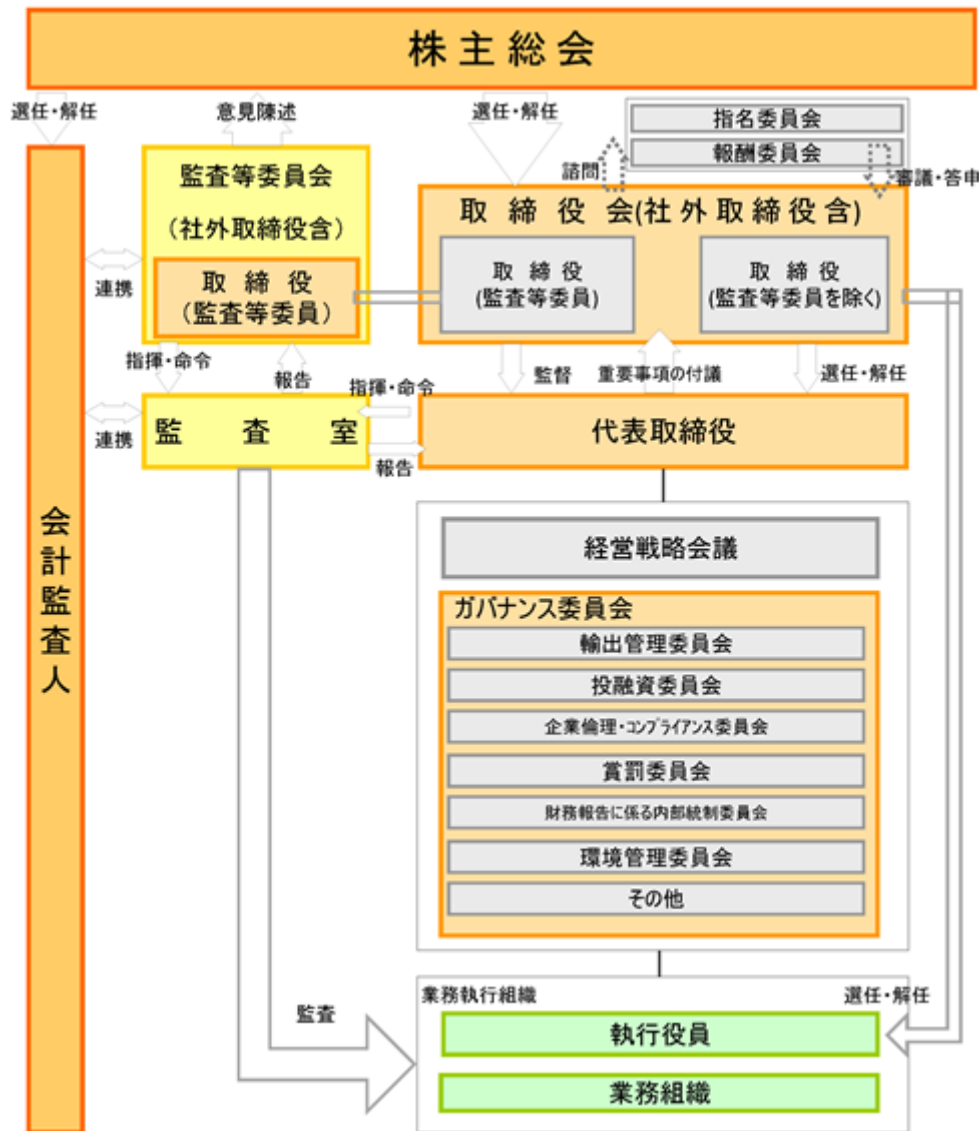 株主総会
選任・解任
意見陳述
選任・解任
指名委員会
報酬委員会
諮問
審議・答申
監査等委員会
（社外取締役含）
取締役
（監査等委員）
取締役会(社外取締役含)
取締役
(監査等委員)
取締役
(監査等委員を除く)
連携
指揮・命令
報告
指揮・命令
監督
重要事項の付議
選任・解任
連携
監査室
報告
代表取締役
会計監査人
経営戦略会議
ガバナンス委員会
輸出管理委員会
投融資委員会
企業倫理・コンプライアンス委員会
賞罰委員会
財務報告に係る内部統制委員会
環境管理委員会
その他
監査
業務執行組織
選任・解任
執行役員
業務組織